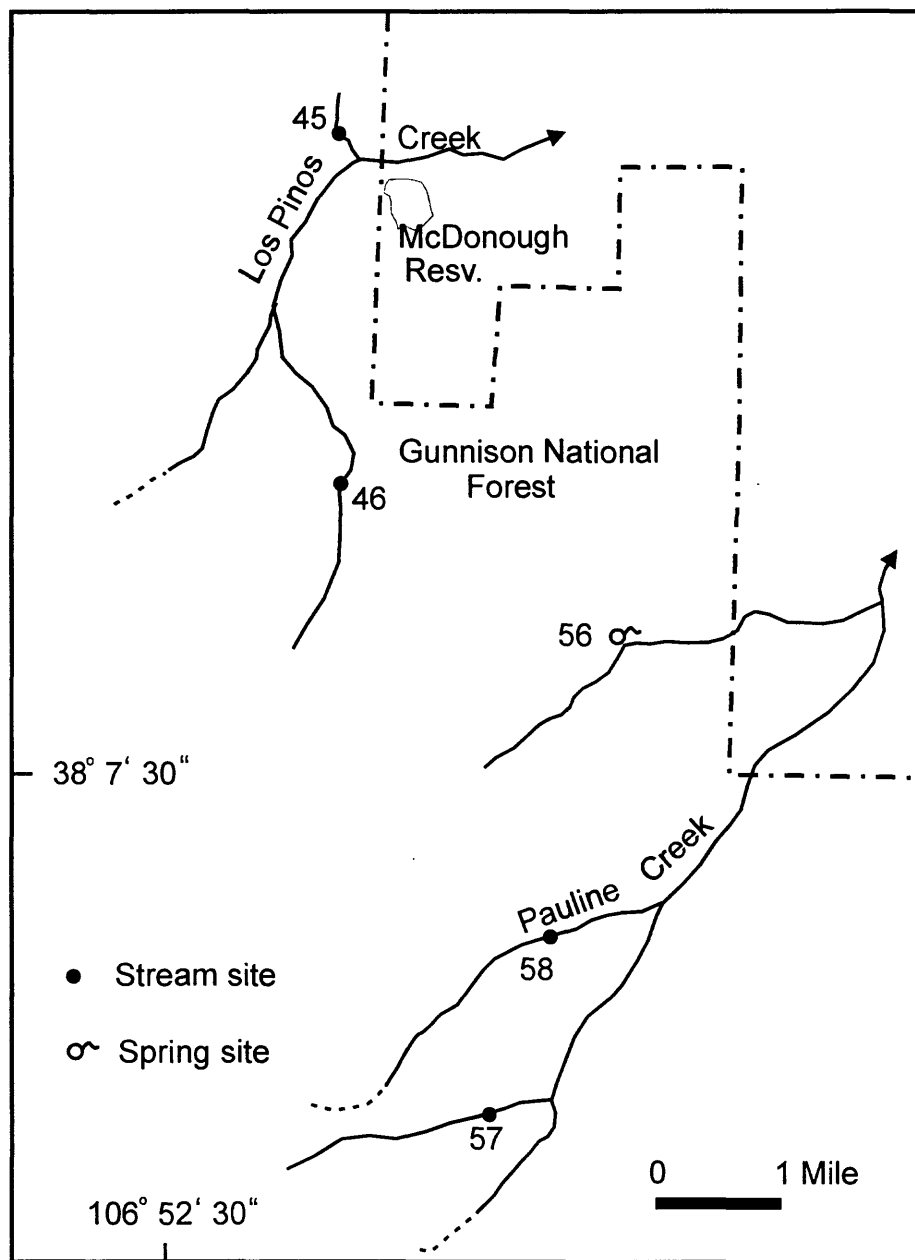 45
Creek
Los Pinos
McDonough
Resv.
Gunnison National
Forest
46
56
38° 7' 30"
Pauline Creek
58
Stream site
Spring site
57
0 1 Mile
106° 52' 30"